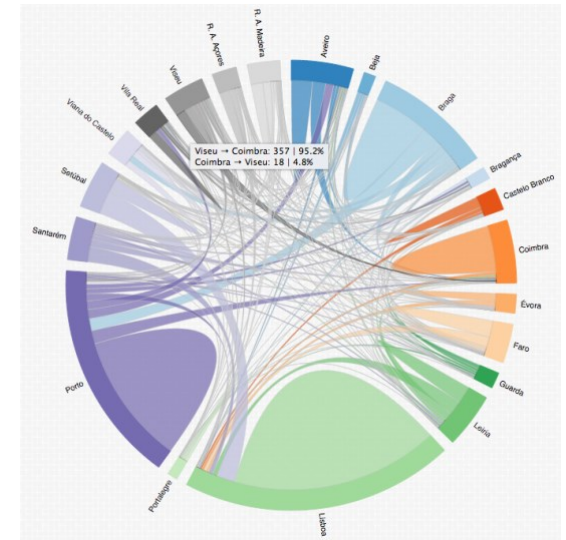 Aveiro
Beja
Braga
Bragança
Castelo Branco
Coimbra
Évora
Faro
Guarda
Leiria
Lisboa
Portalegre
Porto
Santarém
Setúbal
Viana do Castelo
Vila Real
Viseu
R. A. Açores
R. A. Madeira
Viseu → Coimbra: 357 | 95.2%
Coimbra → Viseu: 18 | 4.8%